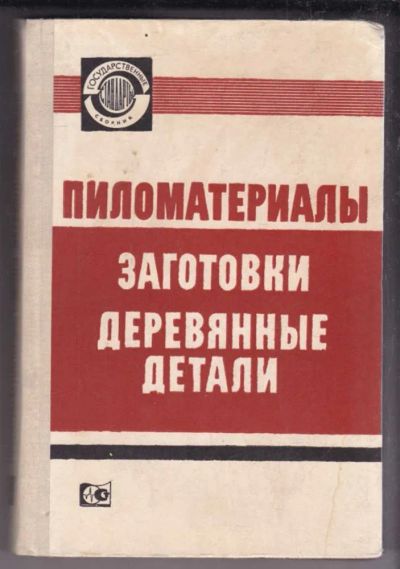 ГОСУДАРСТВЕННЫЕ
СТАНДАРТЫ
СБОРНИК
ПИЛОМАТЕРИАЛЫ
ЗАГОТОВКИ
ДЕРЕВЯННЫЕ
ДЕТАЛИ